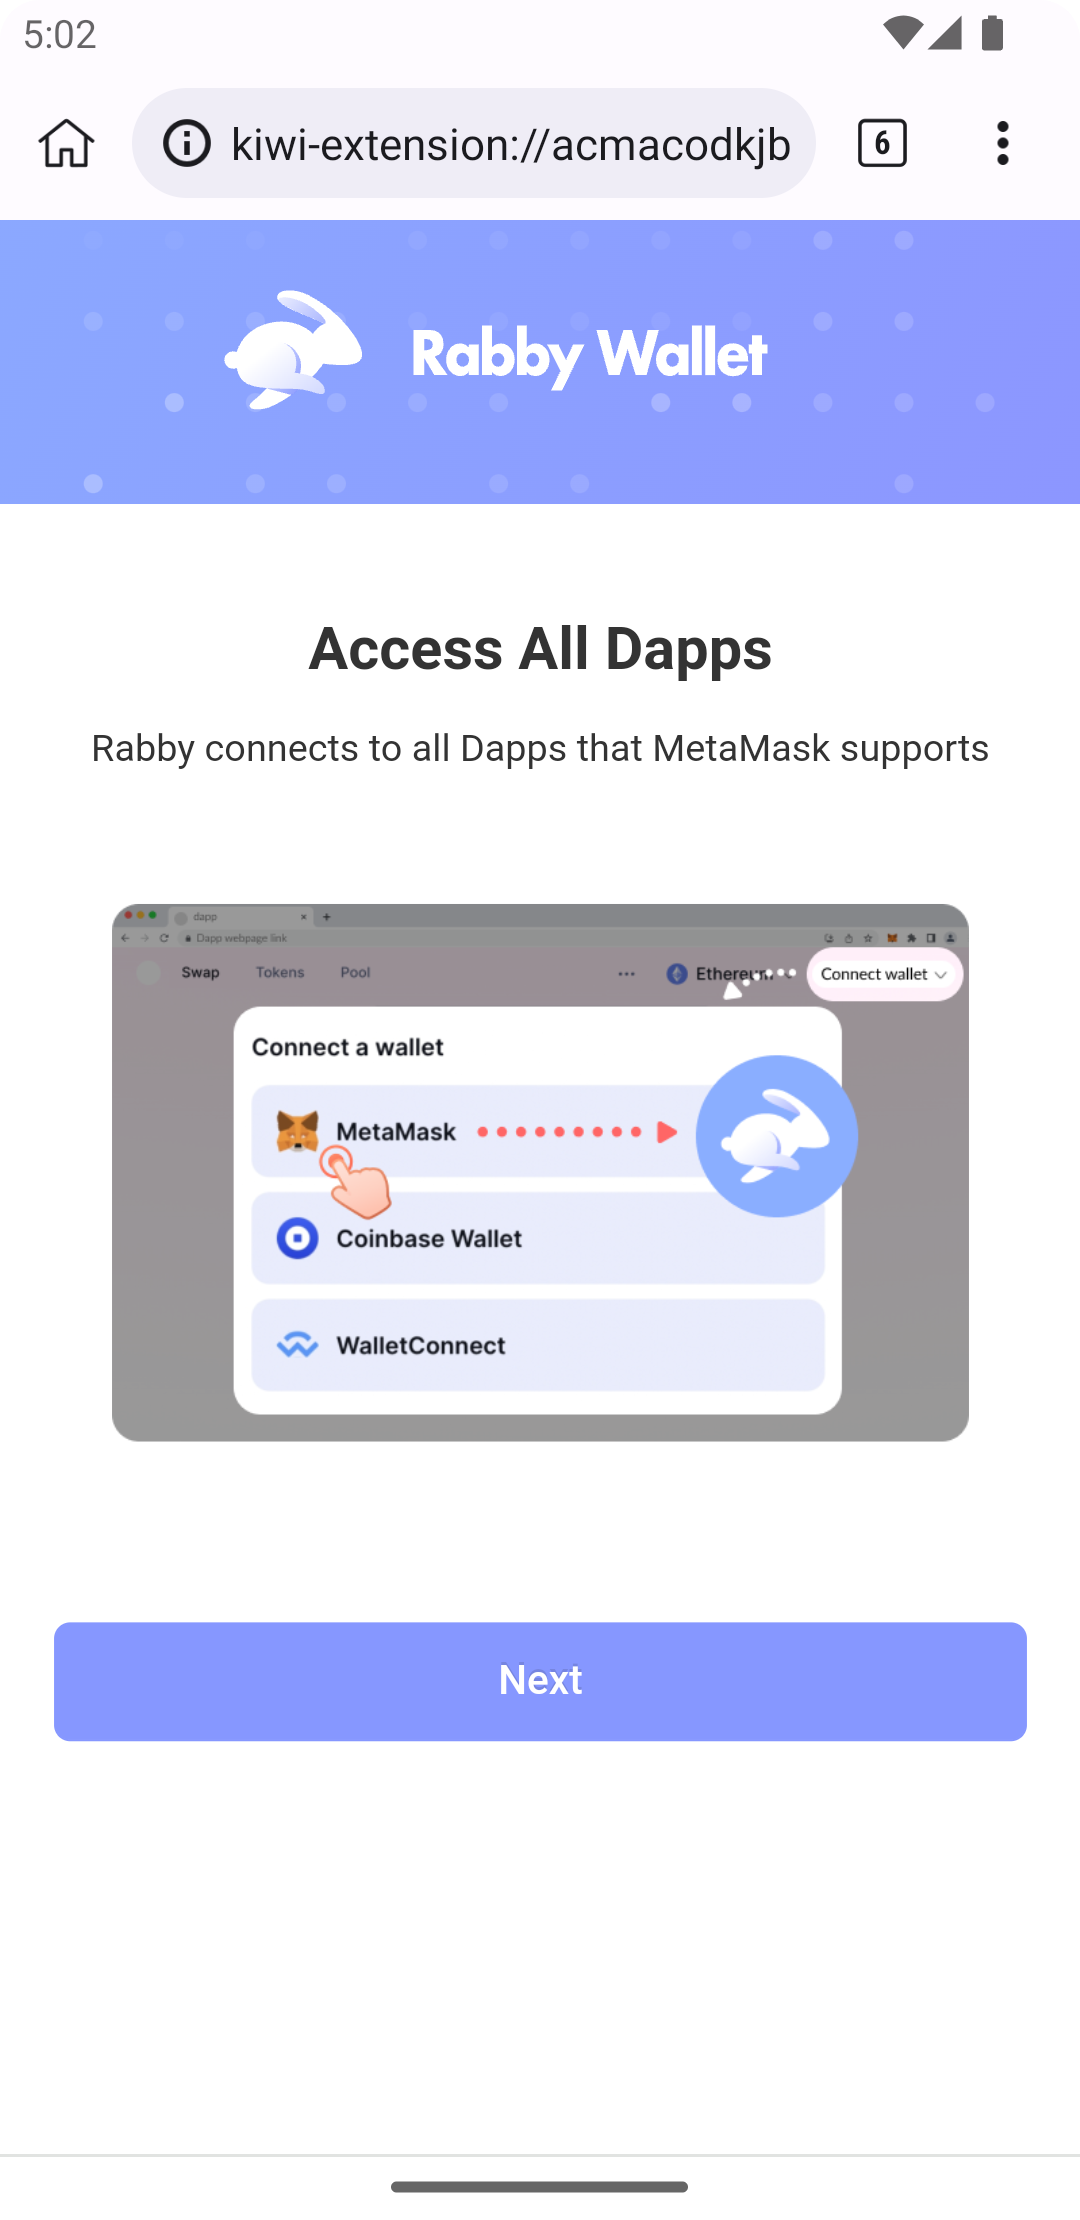 5:02
kiwi-extension://acmacodkjb
6
Rabby Wallet
Access All Dapps
Rabby connects to all Dapps that MetaMask supports
dapp
Dapp webpage link
Swap Tokens Pool Ethereum Connect wallet
Connect a wallet
MetaMask
Coinbase Wallet
WalletConnect
Next